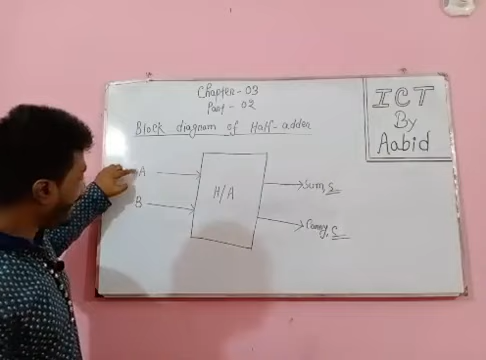 Chapter-03
Part-02
Block diagram of Half-adder
ICT
By
Aabid
A
B
H/A
Sum, S
Carry, C